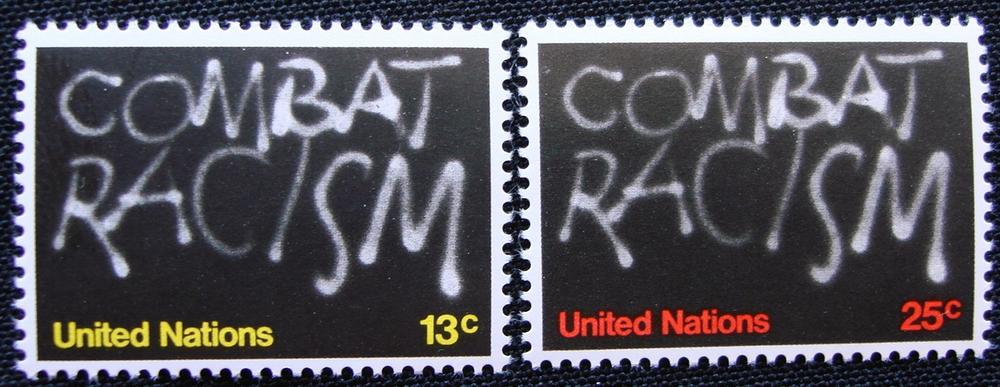 COMBAT
RACISM
United Nations 13c
COMBAT
RACISM
United Nations 25c